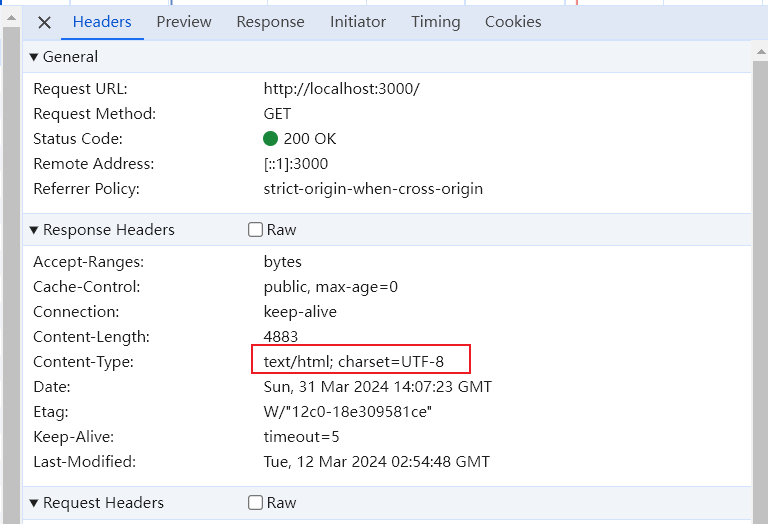 Headers Preview Response Initiator Timing Cookies
General
Request URL: http://localhost:3000/
Request Method: GET
Status Code: 200 OK
Remote Address: [::1]:3000
Referrer Policy: strict-origin-when-cross-origin
Response Headers Raw
Accept-Ranges: bytes
Cache-Control: public, max-age=0
Connection: keep-alive
Content-Length: 4883
Content-Type: text/html; charset=UTF-8
Date: Sun, 31 Mar 2024 14:07:23 GMT
Etag: W/"12c0-18e309581ce"
Keep-Alive: timeout=5
Last-Modified: Tue, 12 Mar 2024 02:54:48 GMT
Request Headers Raw